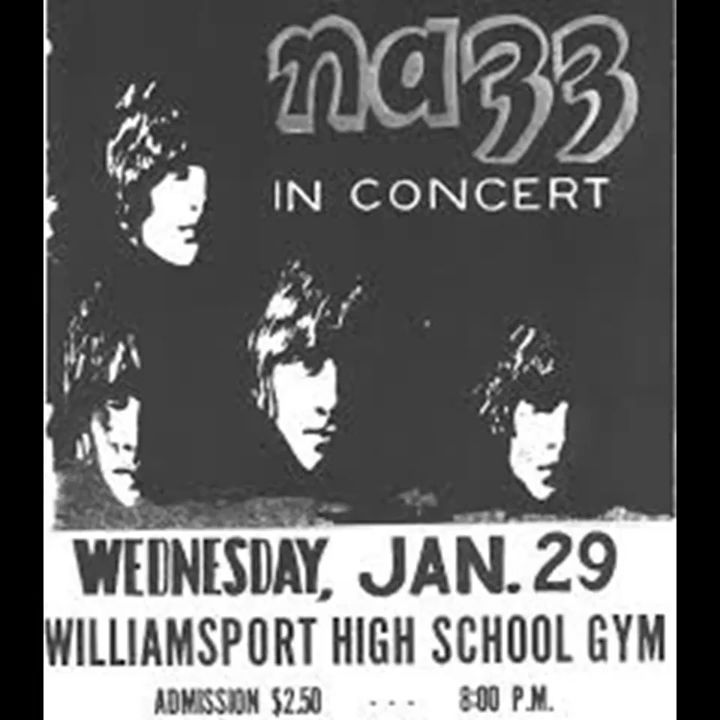 nazz
IN CONCERT
WEDNESDAY, JAN. 29
WILLIAMSPORT HIGH SCHOOL GYM
ADMISSION $2.50 - - - 8:00 P.M.